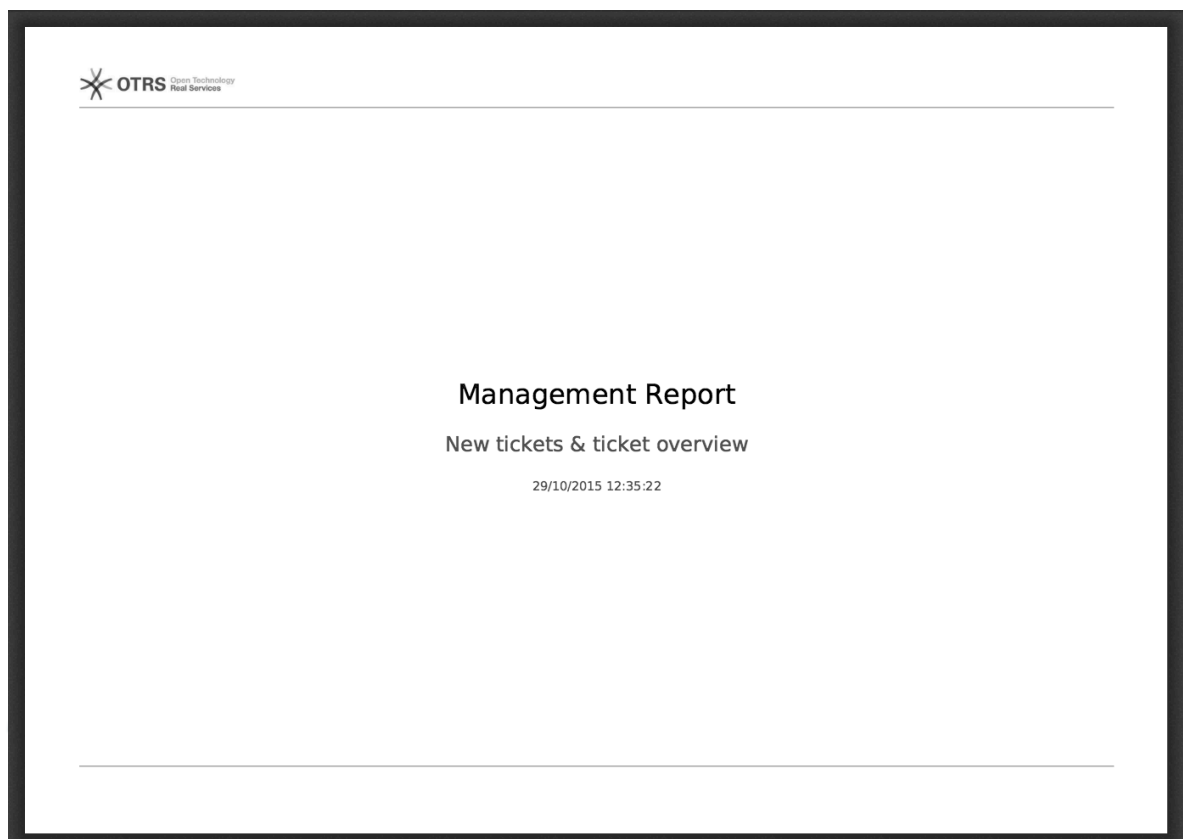 OTRS Open Technology
Real Services
Management Report
New tickets & ticket overview
29/10/2015 12:35:22